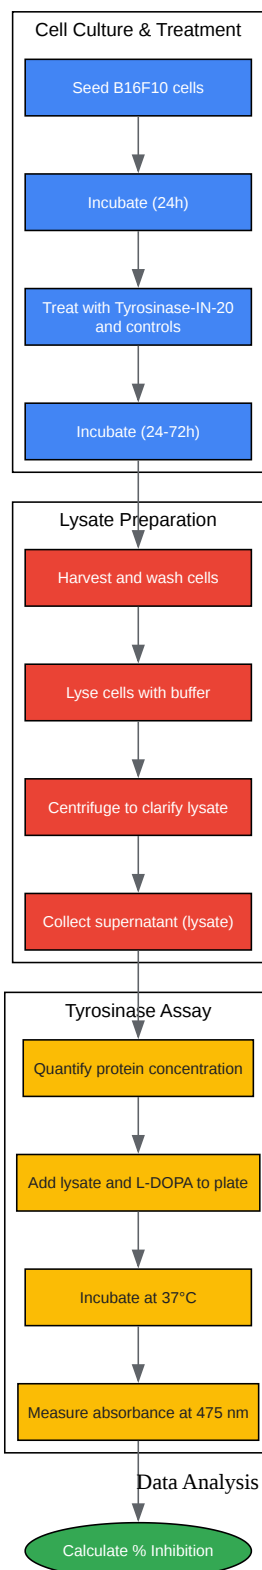 Cell Culture & Treatment
Seed B16F10 cells
Incubate (24h)
Treat with Tyrosinase-IN-20
and controls
Incubate (24-72h)
Lysate Preparation
Harvest and wash cells
Lyse cells with buffer
Centrifuge to clarify lysate
Collect supernatant (lysate)
Tyrosinase Assay
Quantify protein concentration
Add lysate and L-DOPA to plate
Incubate at 37°C
Measure absorbance at 475 nm
Data Analysis
Calculate % Inhibition